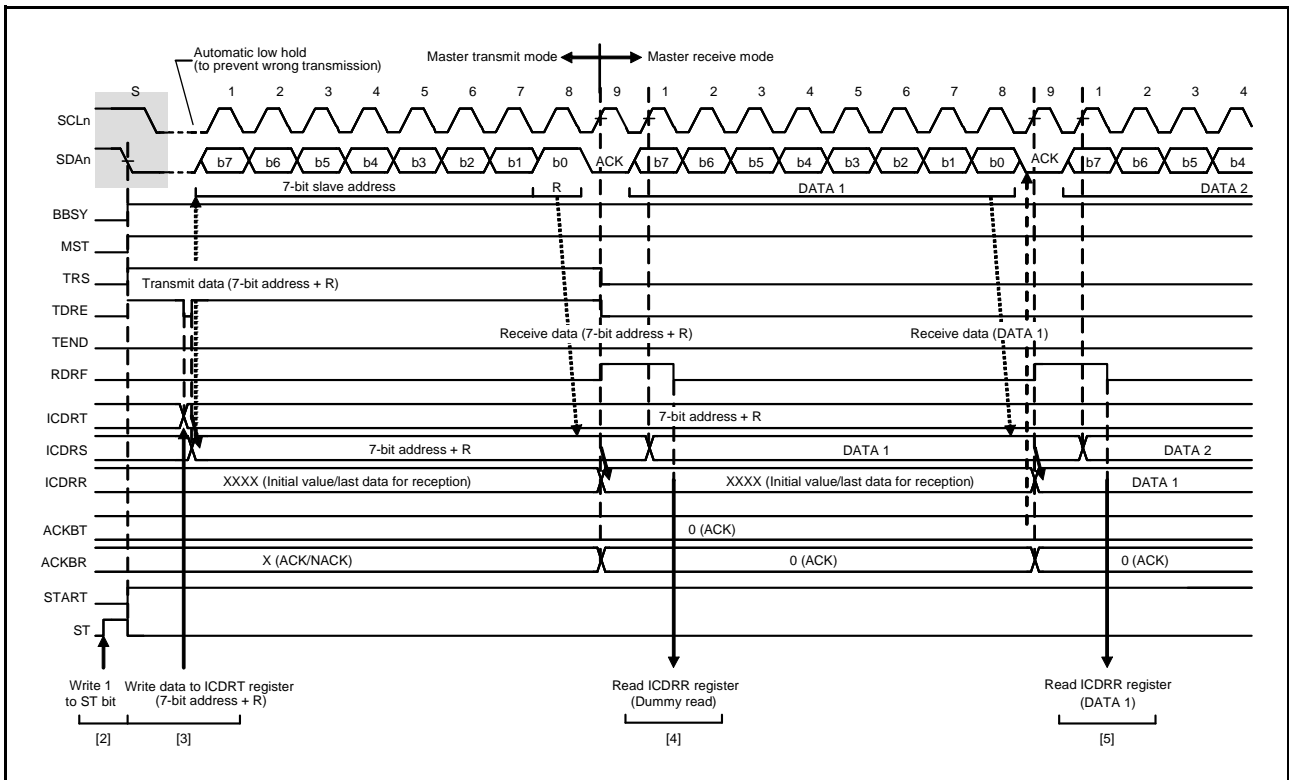 Automatic low hold
(to prevent wrong transmission)
Master transmit mode
Master receive mode
S 1 2 3 4 5 6 7 8 9 1 2 3 4 5 6 7 8 9 1 2 3 4
SCLn
SDAn b7 b6 b5 b4 b3 b2 b1 b0 ACK b7 b6 b5 b4 b3 b2 b1 b0 ACK b7 b6 b5 b4
7-bit slave address R DATA 1 DATA 2
BBSY
MST
TRS
Transmit data (7-bit address + R)
TDRE
Receive data (7-bit address + R) Receive data (DATA 1)
TEND
RDRF
ICDRT 7-bit address + R
ICDRS 7-bit address + R DATA 1 DATA 2
ICDRR XXXX (Initial value/last data for reception) XXXX (Initial value/last data for reception) DATA 1
ACKBT 0 (ACK)
ACKBR X (ACK/NACK) 0 (ACK) 0 (ACK)
START
ST
Write 1
to ST bit
Write data to ICDRT register
(7-bit address + R)
Read ICDRR register
(Dummy read)
Read ICDRR register
(DATA 1)
[2] [3] [4] [5]